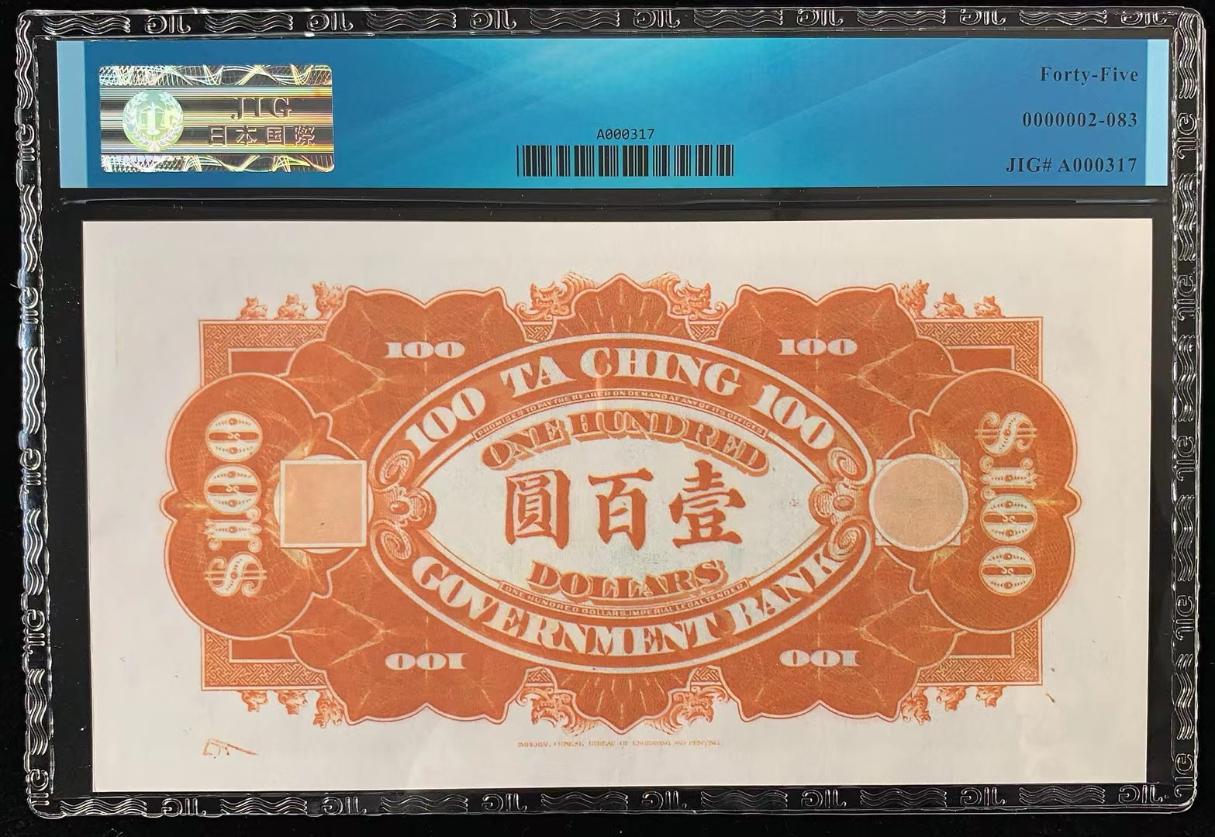 JIG
日本国際
A000317
Forty-Five
0000002-083
JIG# A000317
100 100
100 TA CHING 100
PROMISES TO PAY THE BEARER ON DEMAND AT ANY OF ITS OFFICES
ONE HUNDRED
圓百壹
$100 $100
DOLLARS
ONE HUNDRED DOLLARS IMPERIAL LEGAL TENDER
GOVERNMENT BANK
100 100
BUREAU OF ENGRAVING AND PRINTING